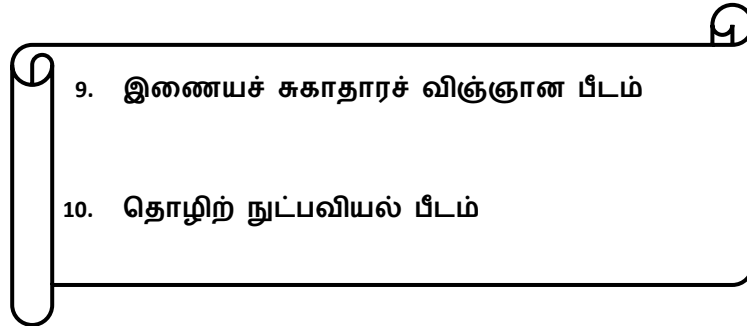 9. இணையச் சுகாதாரச் விஞ்ஞான பீடம்
10. தொழிற் நுட்பவியல் பீடம்